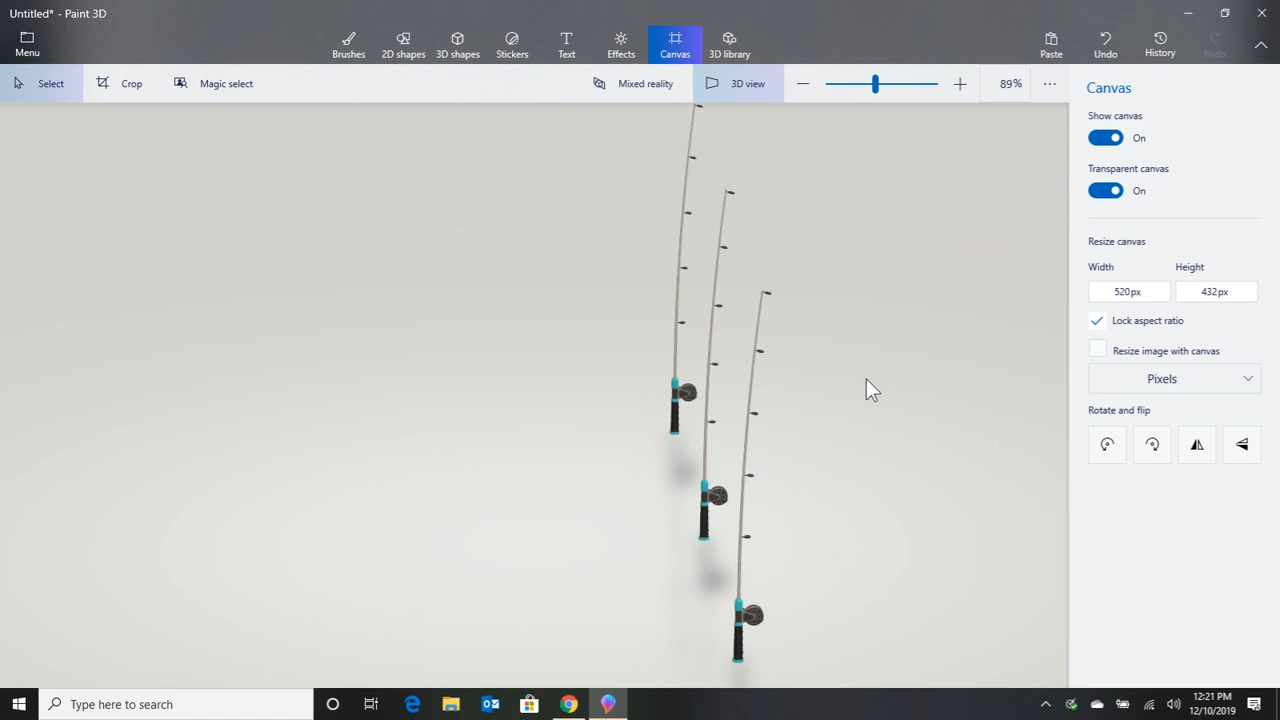 Untitled* - Paint 3D
Menu
Brushes
2D shapes
3D shapes
Stickers
Text
Effects
Canvas
3D library
Paste
Undo
History
Redo
Select
Crop
Magic select
Mixed reality
3D view
89%
Canvas
Show canvas
On
Transparent canvas
On
Resize canvas
Width Height
520px 432px
Lock aspect ratio
Resize image with canvas
Pixels
Rotate and flip
Type here to search
12:21 PM
12/10/2019